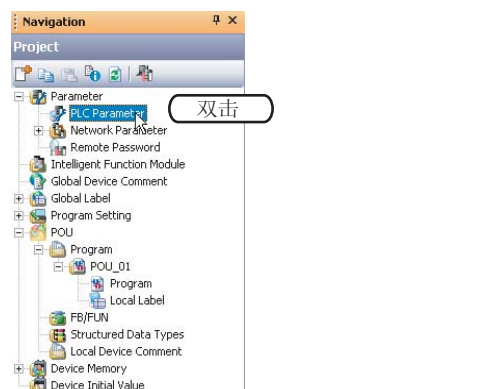 Navigation
Project
Parameter
PLC Parameter
双击
Network Parameter
Remote Password
Intelligent Function Module
Global Device Comment
Global Label
Program Setting
POU
Program
POU_01
Program
Local Label
FB/FUN
Structured Data Types
Local Device Comment
Device Memory
Device Initial Value